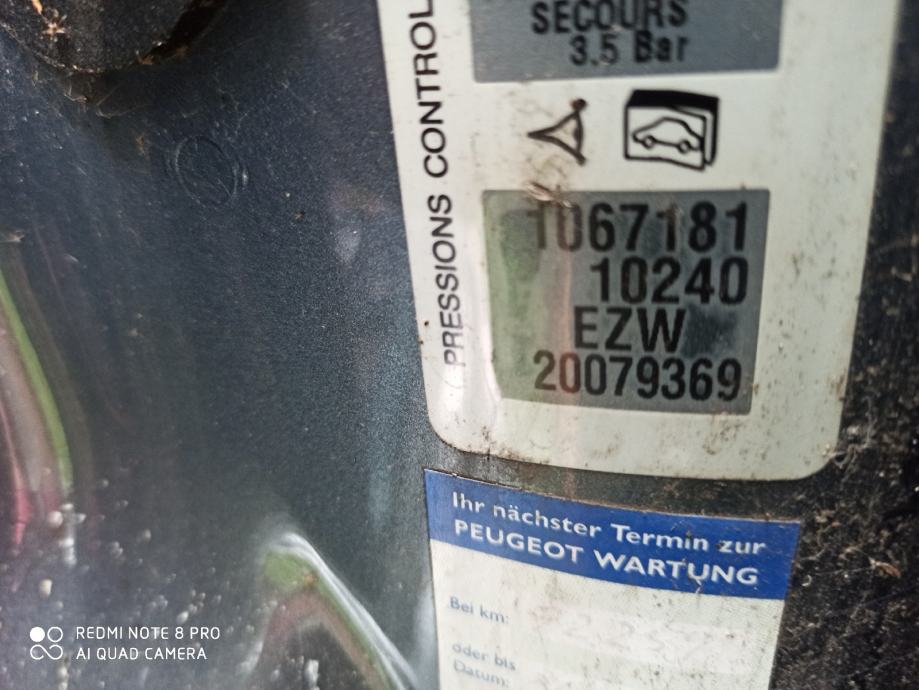 PRESSIONS CONTROL
SECOURS
3.5 Bar
1067181
10240
EZW
20079369
Ihr nächster Termin zur
PEUGEOT WARTUNG
Bei km:
oder bis
Datum:
REDMI NOTE 8 PRO
AI QUAD CAMERA